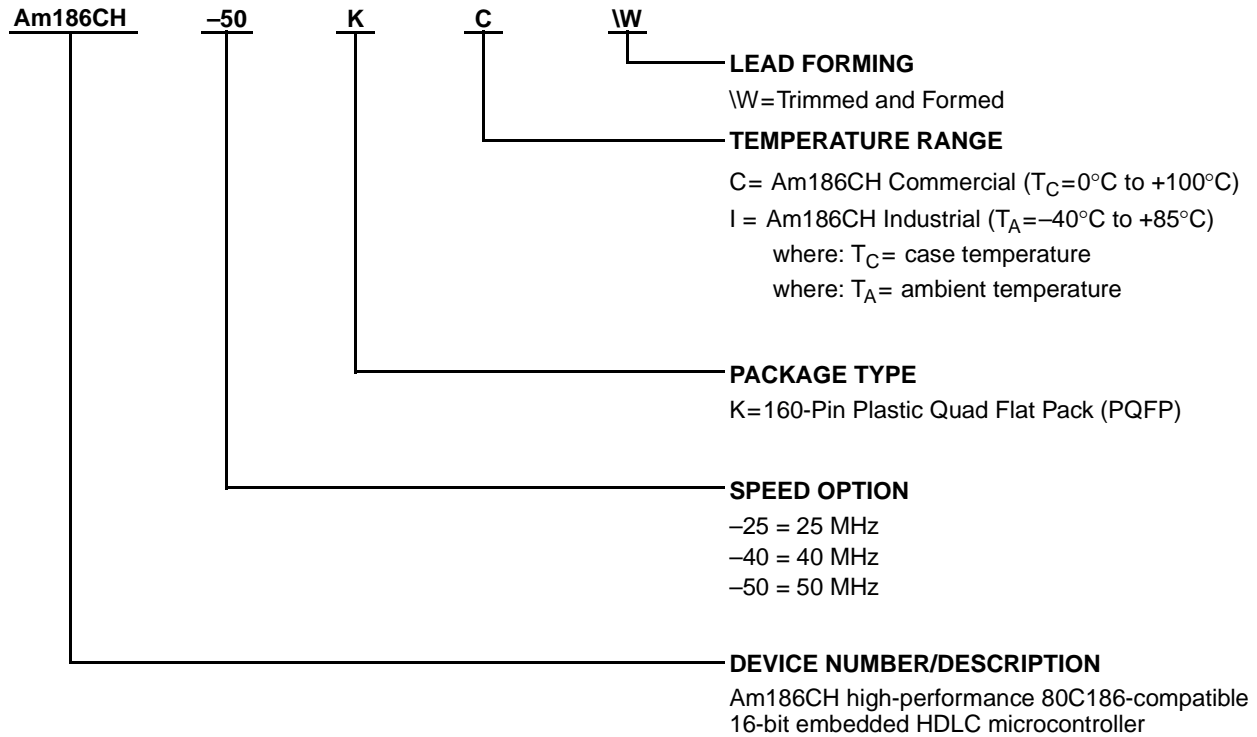 Am186CH –50 K C \W
LEAD FORMING
\W=Trimmed and Formed
TEMPERATURE RANGE
C= Am186CH Commercial (TC=0°C to +100°C)
I = Am186CH Industrial (TA=–40°C to +85°C)
where: TC= case temperature
where: TA= ambient temperature
PACKAGE TYPE
K=160-Pin Plastic Quad Flat Pack (PQFP)
SPEED OPTION
–25 = 25 MHz
–40 = 40 MHz
–50 = 50 MHz
DEVICE NUMBER/DESCRIPTION
Am186CH high-performance 80C186-compatible
16-bit embedded HDLC microcontroller